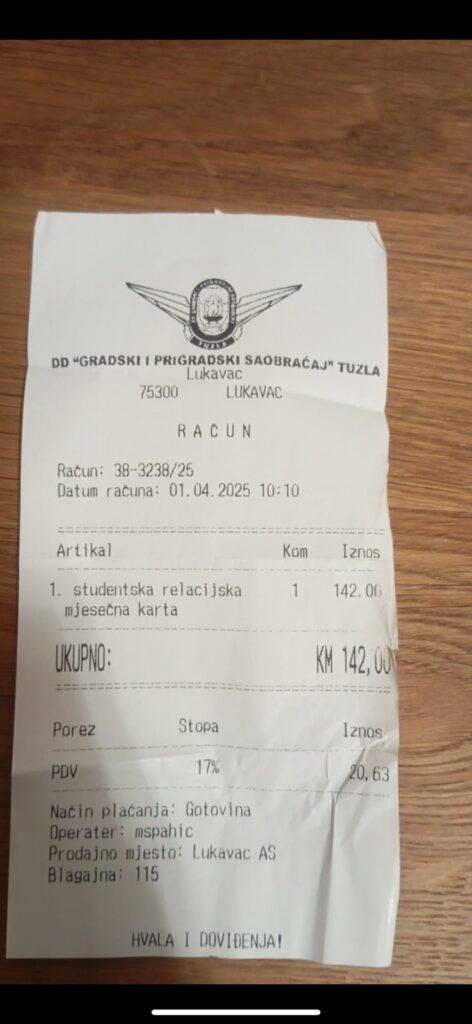 TUZLA
DD "GRADSKI I PRIGRADSKI SAOBRAĆAJ" TUZLA
Lukavac
75300 LUKAVAC
RAČUN
Račun: 38-3238/25
Datum računa: 01.04.2025 10:10
Artikal Kom Iznos
1. studentska relacijska 1 142.00
mjesečna karta
UKUPNO: KM 142,00
Porez Stopa Iznos
PDV 17% 20,63
Način plaćanja: Gotovina
Operater: mspahic
Prodajno mjesto: Lukavac AS
Blagajna: 115
HVALA I DOVIĐENJA!